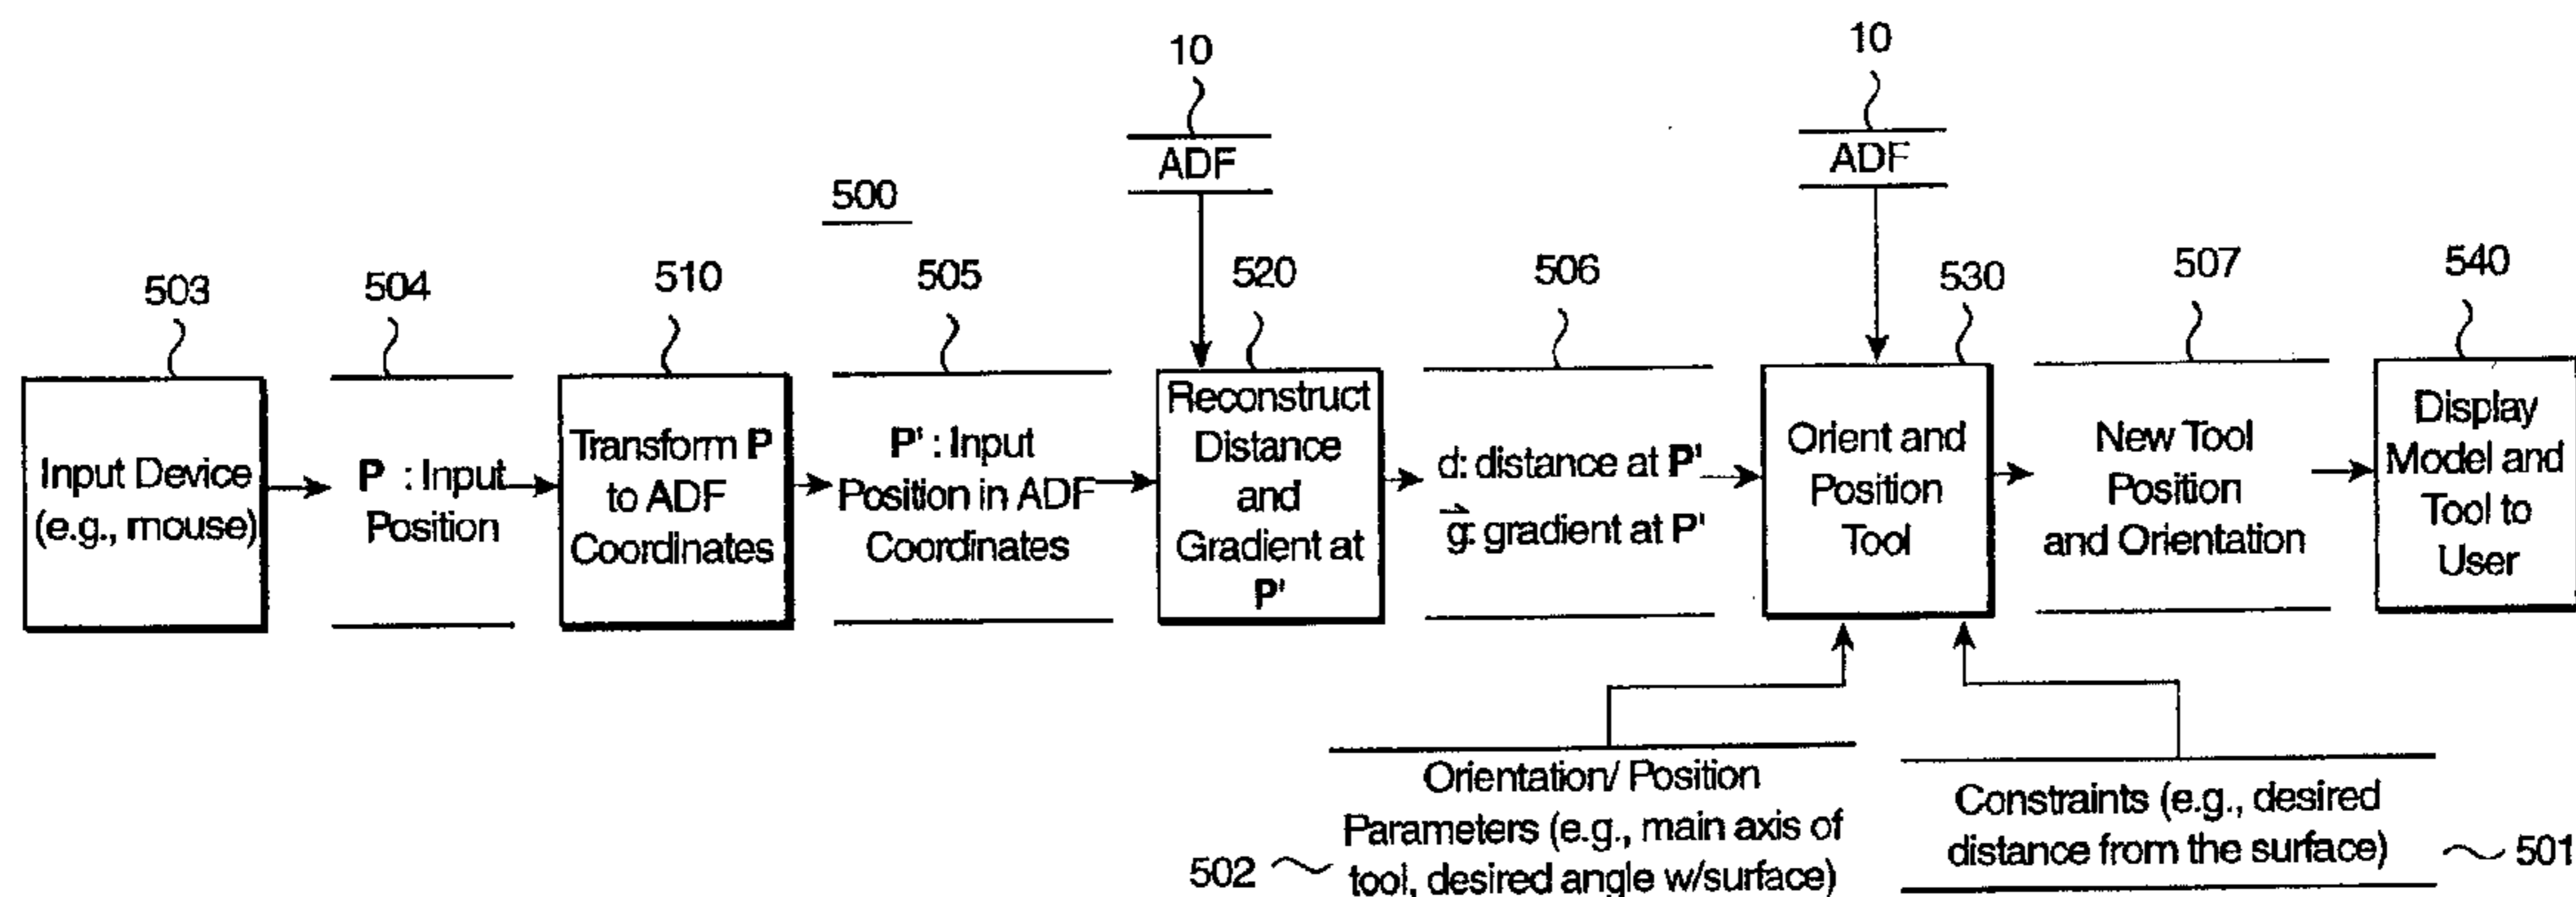 10
10
ADF
ADF
500
503
504
510
505
520
506
530
507
540
Input Device
(e.g., mouse)
P : Input
Position
Transform P
to ADF
Coordinates
P' : Input
Position in ADF
Coordinates
Reconstruct
Distance
and
Gradient at
P'
d: distance at P'
g⃗: gradient at P'
Orient and
Position
Tool
New Tool
Position
and Orientation
Display
Model and
Tool to
User
Orientation/ Position
Parameters (e.g., main axis of
tool, desired angle w/surface)
502
Constraints (e.g., desired
distance from the surface)
501